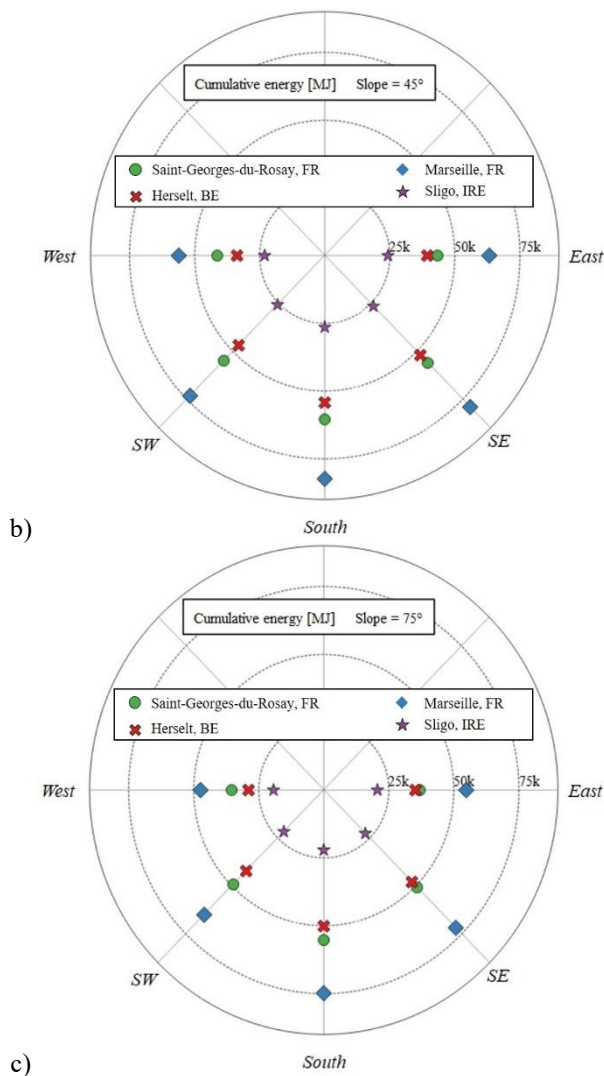 Cumulative energy [MJ] Slope = 45°
Saint-Georges-du-Rosay, FR Marseille, FR
Herselt, BE Sligo, IRE
West 25k 50k 75k East
SW SE
b) South
Cumulative energy [MJ] Slope = 75°
Saint-Georges-du-Rosay, FR Marseille, FR
Herselt, BE Sligo, IRE
West 25k 50k 75k East
SW SE
c) South